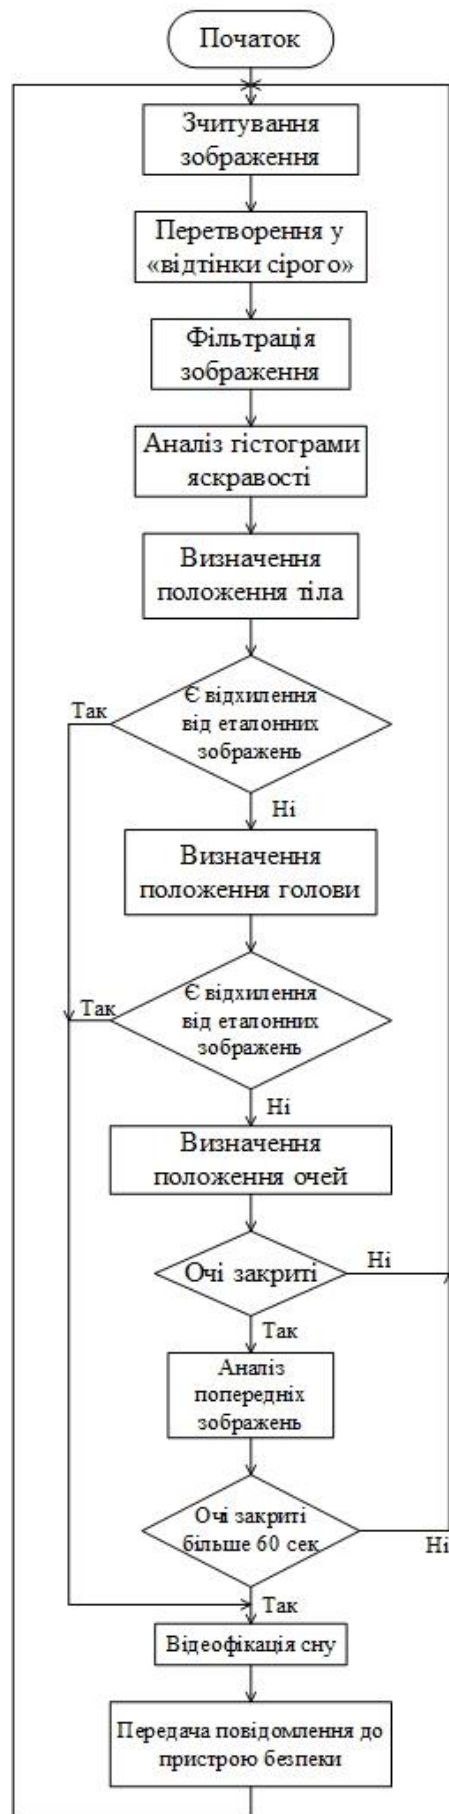 Початок
Зчитування
зображення
Перетворення у
«відтінки сірого»
Фільтрація
зображення
Аналіз гістограми
яскравості
Визначення
положення тіла
Є відхилення
від еталонних
зображень
Так
Ні
Визначення
положення голови
Є відхилення
від еталонних
зображень
Так
Ні
Визначення
положення очей
Очі закриті
Ні
Так
Аналіз
попередніх
зображень
Очі закриті
більше 60 сек
Ні
Так
Відеофікація сну
Передача повідомлення до
пристрою безпеки